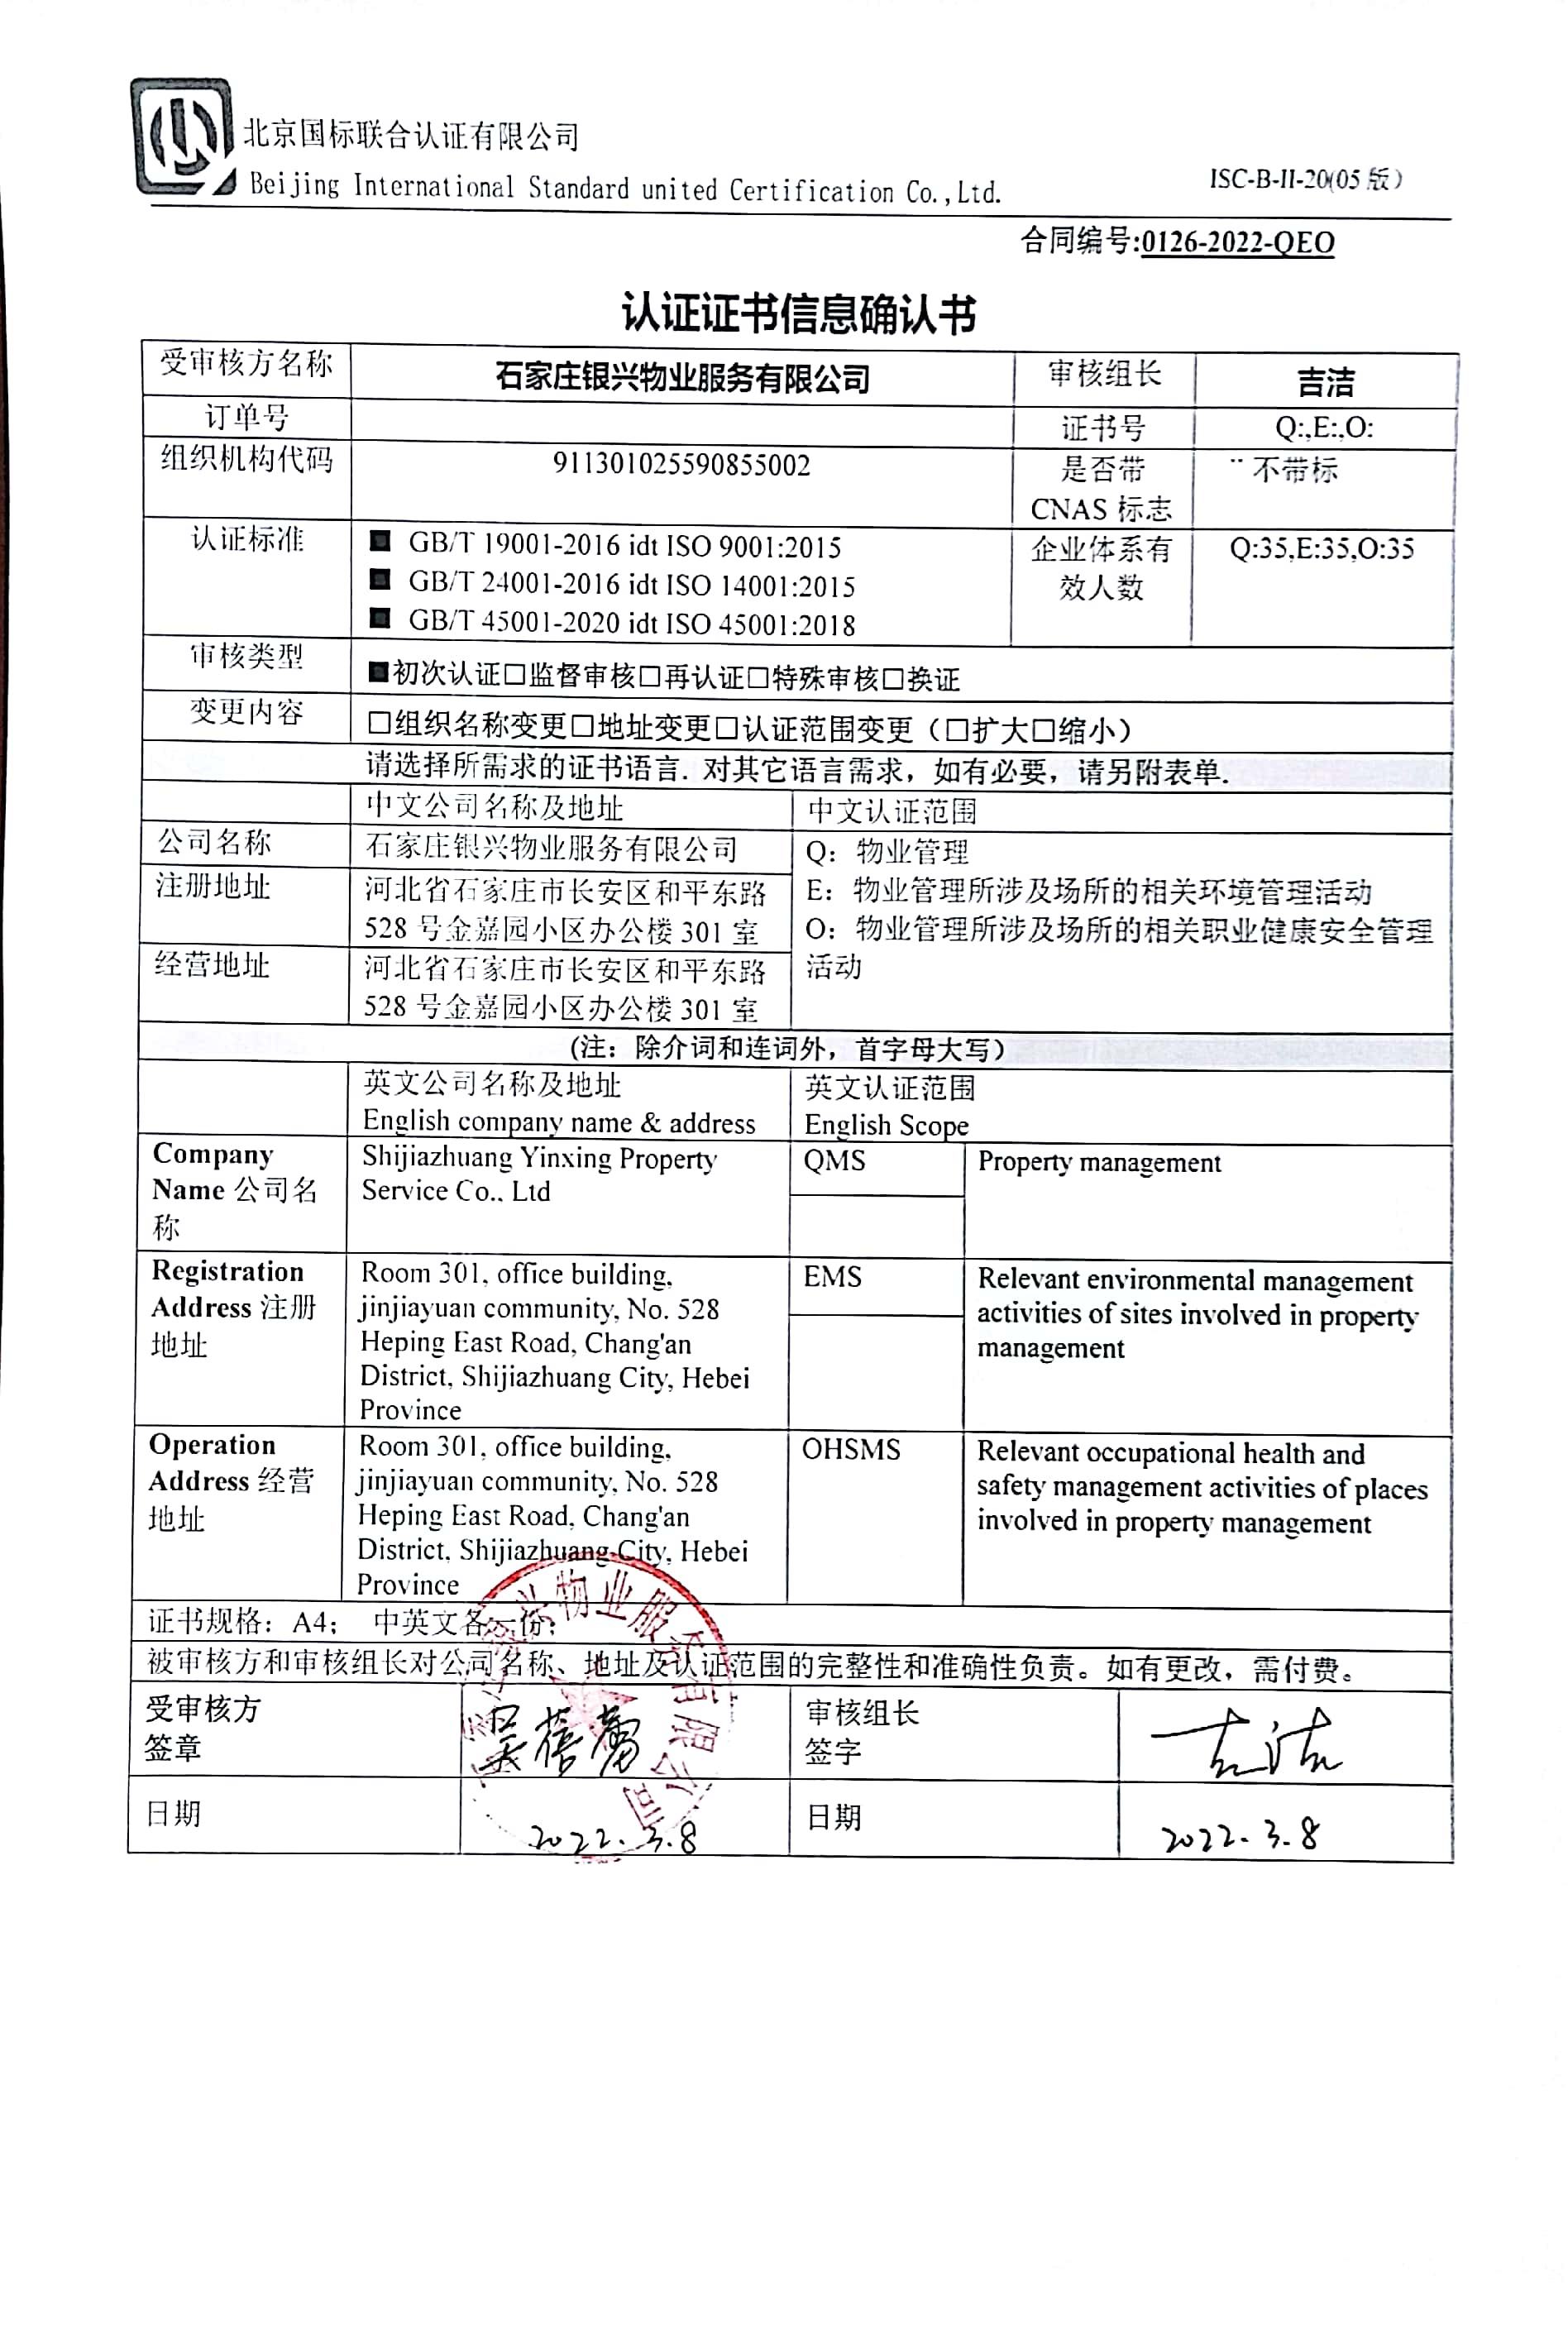 北京国标联合认证有限公司
Beijing International Standard united Certification Co.,Ltd.
ISC-B-II-20(05 版)
合同编号:0126-2022-QEO
认证证书信息确认书
受审核方名称 石家庄银兴物业服务有限公司 审核组长 吉洁
订单号 证书号 Q:,E:,O:
组织机构代码 911301025590855002 是否带 不带标
CNAS 标志
认证标准 ■ GB/T 19001-2016 idt ISO 9001:2015 企业体系有 Q:35,E:35,O:35
■ GB/T 24001-2016 idt ISO 14001:2015 效人数
■ GB/T 45001-2020 idt ISO 45001:2018
审核类型 ■初次认证□监督审核□再认证□特殊审核□换证
变更内容 □组织名称变更□地址变更□认证范围变更（□扩大□缩小）
请选择所需求的证书语言. 对其它语言需求，如有必要，请另附表单.
中文公司名称及地址 中文认证范围
公司名称 石家庄银兴物业服务有限公司 Q：物业管理
注册地址 河北省石家庄市长安区和平东路 E：物业管理所涉及场所的相关环境管理活动
528 号金嘉园小区办公楼 301 室 O：物业管理所涉及场所的相关职业健康安全管理
经营地址 河北省石家庄市长安区和平东路 活动
528 号金嘉园小区办公楼 301 室
(注：除介词和连词外，首字母大写）
英文公司名称及地址 英文认证范围
English company name & address English Scope
Company Shijiazhuang Yinxing Property QMS Property management
Name 公司名 Service Co., Ltd
称
Registration Room 301, office building, EMS Relevant environmental management
Address 注册 jinjiayuan community, No. 528 activities of sites involved in property
地址 Heping East Road, Chang'an management
District, Shijiazhuang City, Hebei
Province
Operation Room 301, office building, OHSMS Relevant occupational health and
Address 经营 jinjiayuan community, No. 528 safety management activities of places
地址 Heping East Road, Chang'an involved in property management
District, Shijiazhuang City, Hebei
Province
证书规格：A4； 中英文各一份；
被审核方和审核组长对公司名称、地址及认证范围的完整性和准确性负责。如有更改，需付费。
受审核方 吴蓓蕾 审核组长 吉洁
签章 签字
日期 2022.3.8 日期 2022.3.8
兴物业服务有限公司